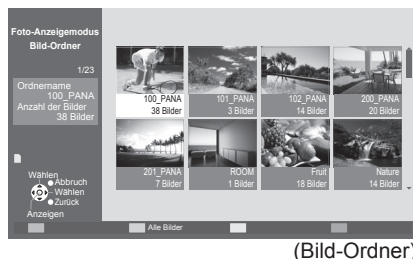 Foto-Anzeigemodus
Bild-Ordner
1/23
Ordnername
100_PANA
Anzahl der Bilder
38 Bilder
Wählen
Abbruch
Wählen
Zurück
Anzeigen
100_PANA
38 Bilder
101_PANA
3 Bilder
102_PANA
14 Bilder
200_PANA
20 Bilder
201_PANA
7 Bilder
ROOM
1 Bilder
Fruit
18 Bilder
Nature
14 Bilder
Alle Bilder
(Bild-Ordner)